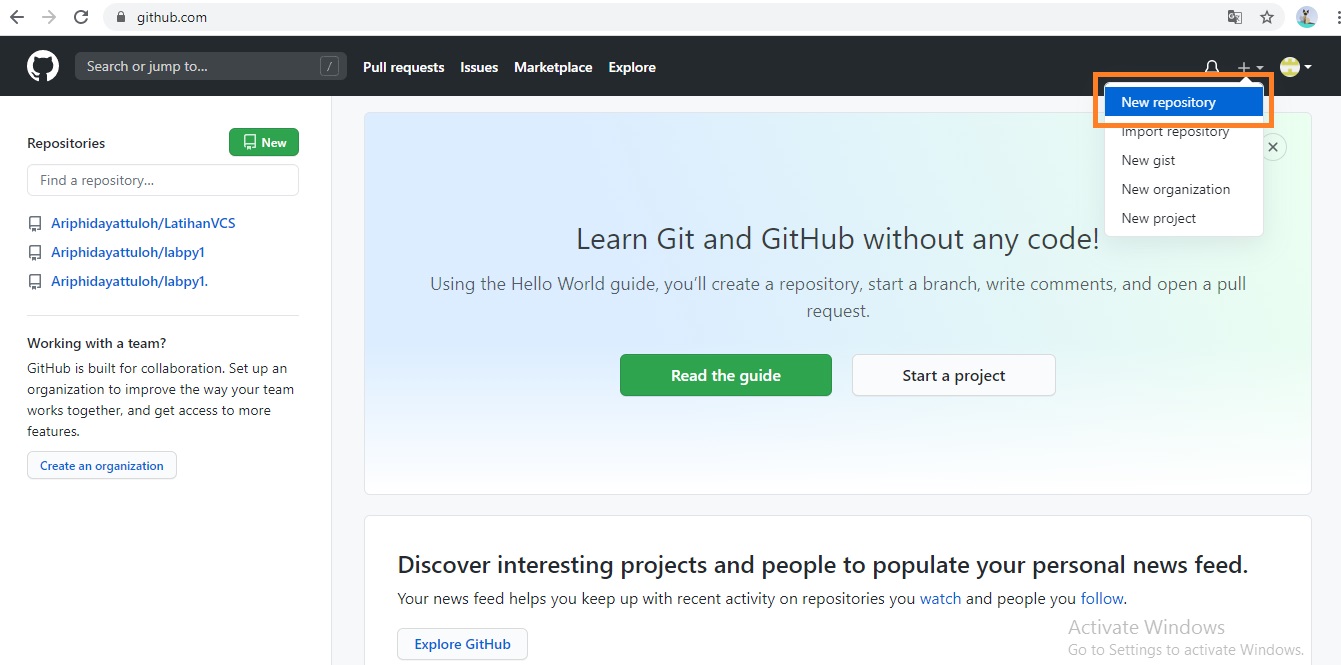 github.com
Search or jump to... /
Pull requests Issues Marketplace Explore
New repository
Import repository
New gist
New organization
New project
Repositories
New
Find a repository...
Ariphidayattuloh/LatihanVCS
Ariphidayattuloh/labpy1
Ariphidayattuloh/labpy1.
Working with a team?
GitHub is built for collaboration. Set up an
organization to improve the way your team
works together, and get access to more
features.
Create an organization
Learn Git and GitHub without any code!
Using the Hello World guide, you’ll create a repository, start a branch, write comments, and open a pull
request.
Read the guide
Start a project
Discover interesting projects and people to populate your personal news feed.
Your news feed helps you keep up with recent activity on repositories you watch and people you follow.
Explore GitHub
Activate Windows
Go to Settings to activate Windows.